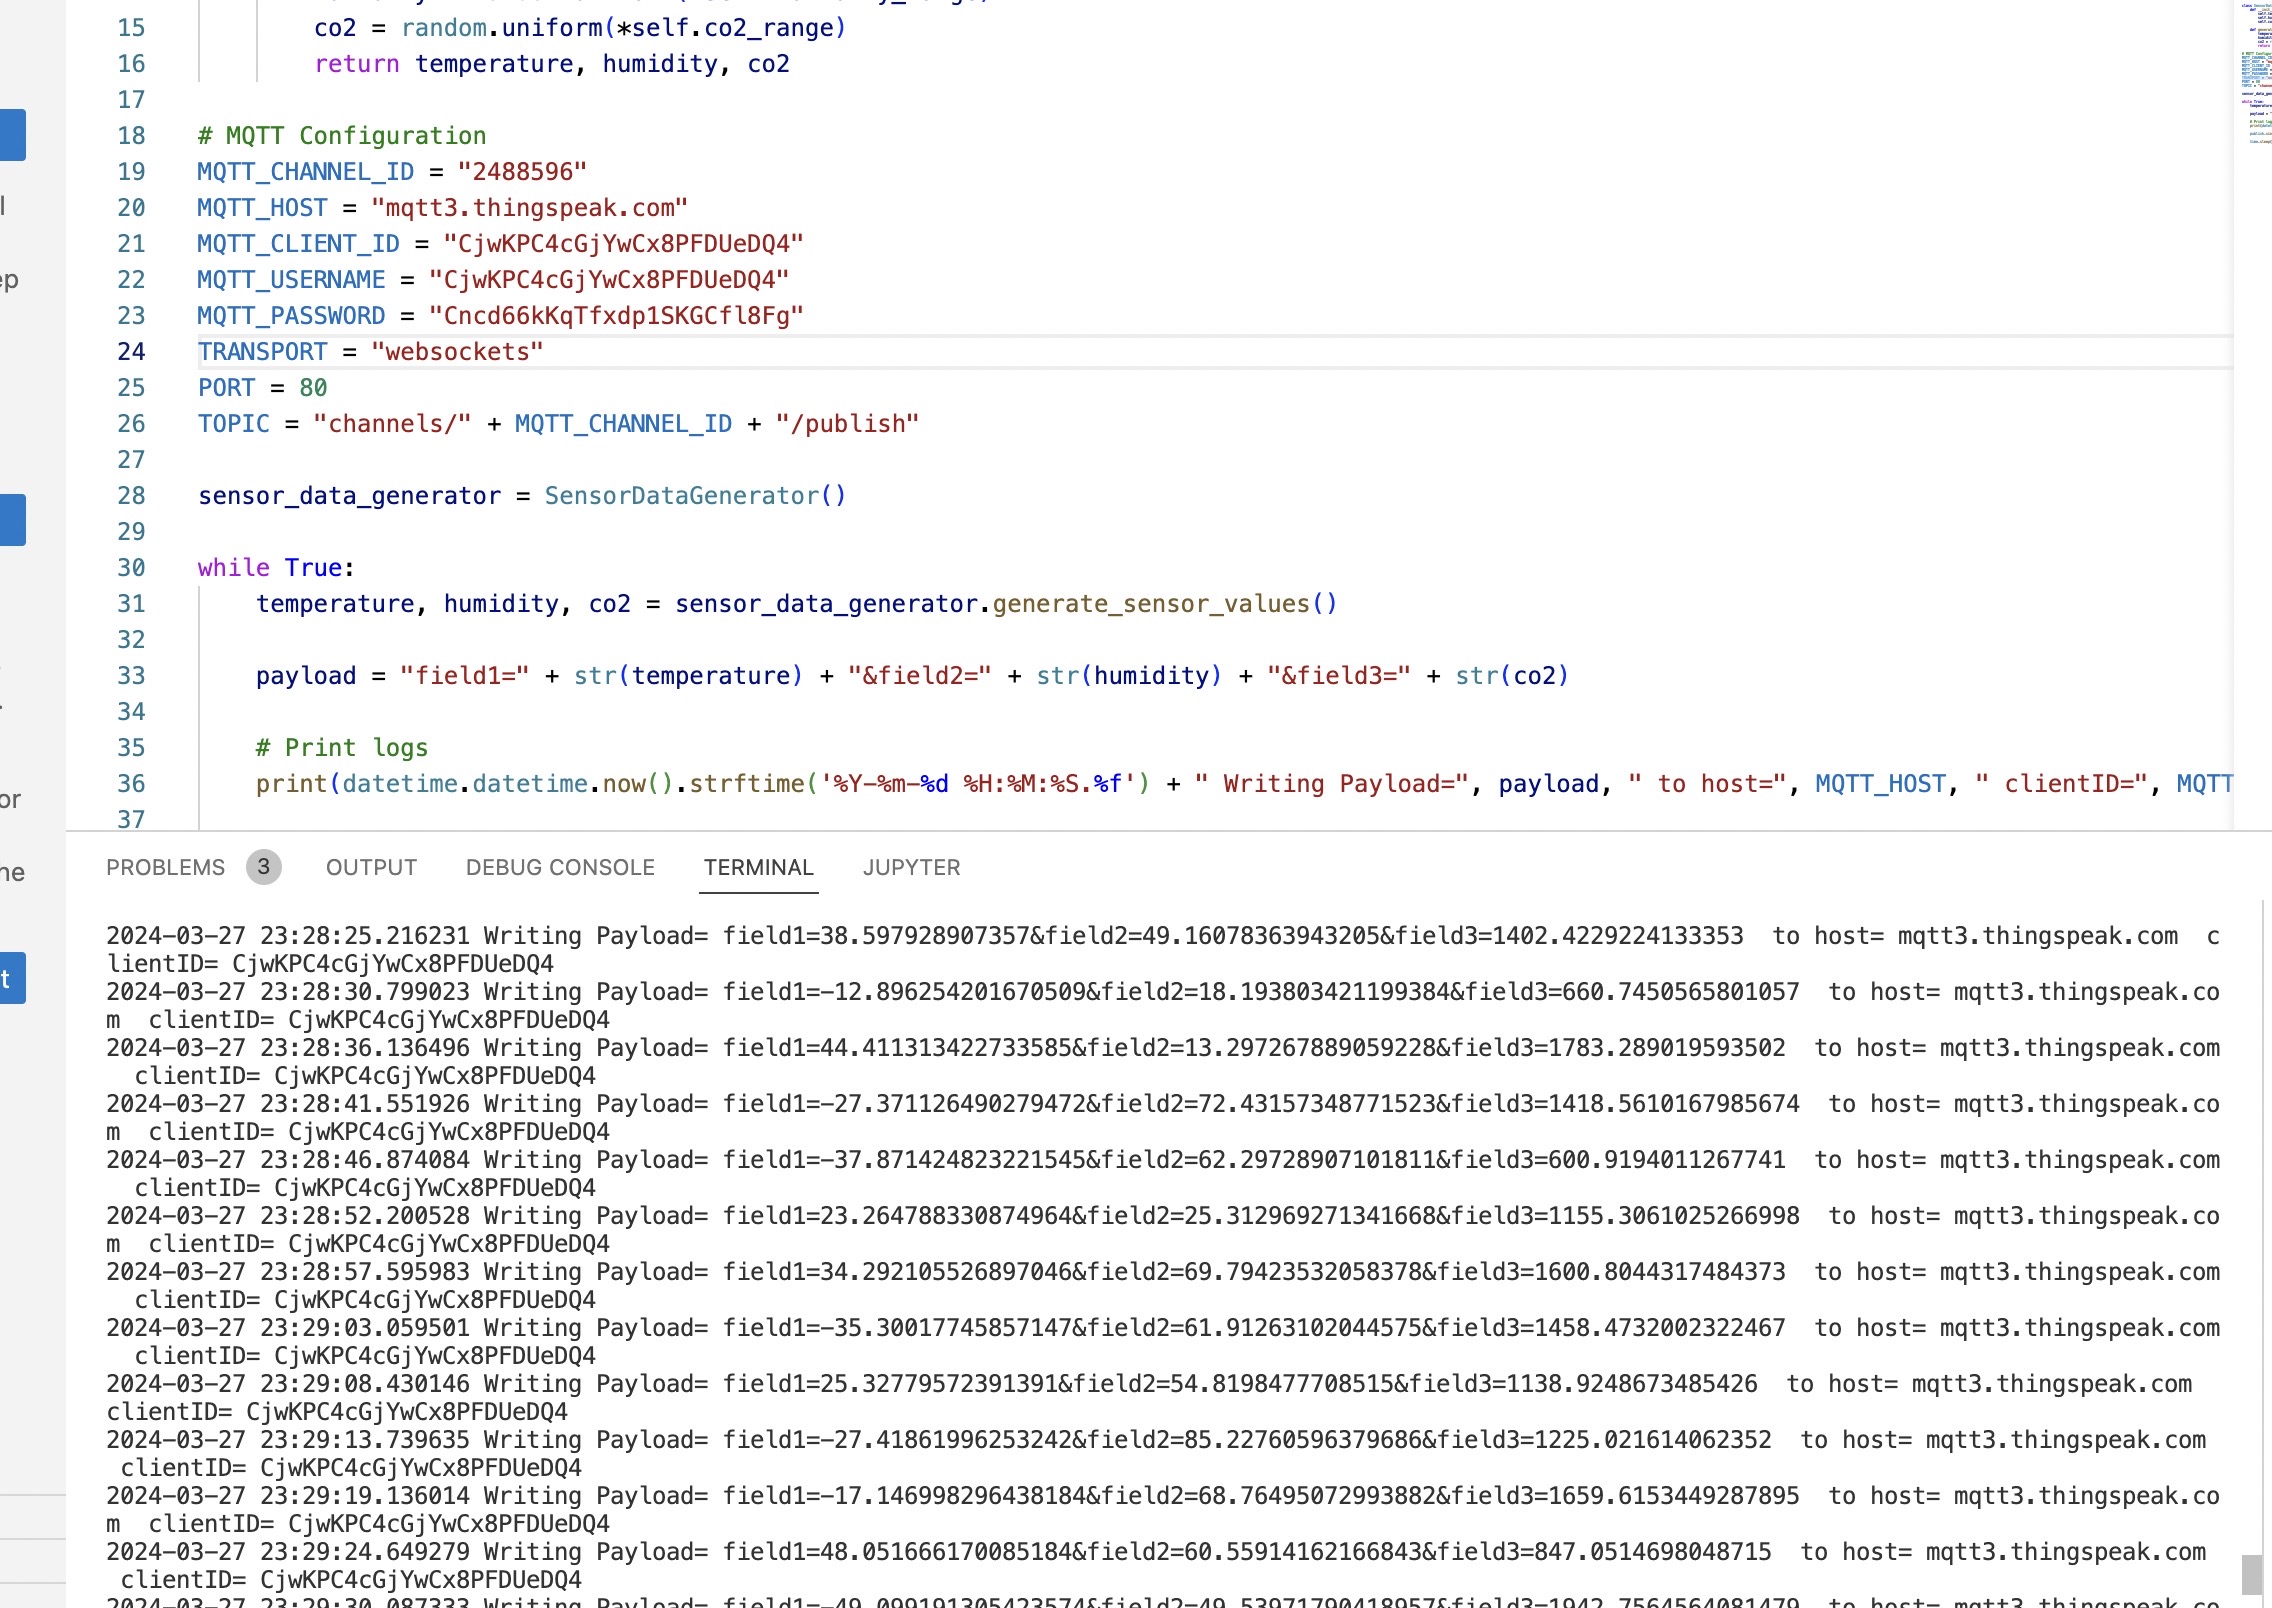 15 co2 = random.uniform(*self.co2_range)
16 return temperature, humidity, co2
17
18 # MQTT Configuration
19 MQTT_CHANNEL_ID = "2488596"
20 MQTT_HOST = "mqtt3.thingspeak.com"
21 MQTT_CLIENT_ID = "CjwKPC4cGjYwCx8PFDUeDQ4"
22 MQTT_USERNAME = "CjwKPC4cGjYwCx8PFDUeDQ4"
23 MQTT_PASSWORD = "Cncd66kKqTfxdp1SKGCfl8Fg"
24 TRANSPORT = "websockets"
25 PORT = 80
26 TOPIC = "channels/" + MQTT_CHANNEL_ID + "/publish"
27
28 sensor_data_generator = SensorDataGenerator()
29
30 while True:
31 temperature, humidity, co2 = sensor_data_generator.generate_sensor_values()
32
33 payload = "field1=" + str(temperature) + "&field2=" + str(humidity) + "&field3=" + str(co2)
34
35 # Print logs
36 print(datetime.datetime.now().strftime('%Y-%m-%d %H:%M:%S.%f') + " Writing Payload=", payload, " to host=", MQTT_HOST, " clientID=", MQTT
37
PROBLEMS 3 OUTPUT DEBUG CONSOLE TERMINAL JUPYTER
2024-03-27 23:28:25.216231 Writing Payload= field1=38.597928907357&field2=49.16078363943205&field3=1402.4229224133353  to host= mqtt3.thingspeak.com  c
lientID= CjwKPC4cGjYwCx8PFDUeDQ4
2024-03-27 23:28:30.799023 Writing Payload= field1=-12.896254201670509&field2=18.193803421199384&field3=660.7450565801057  to host= mqtt3.thingspeak.co
m  clientID= CjwKPC4cGjYwCx8PFDUeDQ4
2024-03-27 23:28:36.136496 Writing Payload= field1=44.411313422733585&field2=13.297267889059228&field3=1783.289019593502  to host= mqtt3.thingspeak.com
clientID= CjwKPC4cGjYwCx8PFDUeDQ4
2024-03-27 23:28:41.551926 Writing Payload= field1=-27.371126490279472&field2=72.43157348771523&field3=1418.5610167985674  to host= mqtt3.thingspeak.co
m  clientID= CjwKPC4cGjYwCx8PFDUeDQ4
2024-03-27 23:28:46.874084 Writing Payload= field1=-37.871424823221545&field2=62.29728907101811&field3=600.9194011267741  to host= mqtt3.thingspeak.com
clientID= CjwKPC4cGjYwCx8PFDUeDQ4
2024-03-27 23:28:52.200528 Writing Payload= field1=23.264788330874964&field2=25.312969271341668&field3=1155.3061025266998  to host= mqtt3.thingspeak.co
m  clientID= CjwKPC4cGjYwCx8PFDUeDQ4
2024-03-27 23:28:57.595983 Writing Payload= field1=34.292105526897046&field2=69.79423532058378&field3=1600.8044317484373  to host= mqtt3.thingspeak.com
clientID= CjwKPC4cGjYwCx8PFDUeDQ4
2024-03-27 23:29:03.059501 Writing Payload= field1=-35.30017745857147&field2=61.91263102044575&field3=1458.4732002322467  to host= mqtt3.thingspeak.com
clientID= CjwKPC4cGjYwCx8PFDUeDQ4
2024-03-27 23:29:08.430146 Writing Payload= field1=25.32779572391391&field2=54.8198477708515&field3=1138.9248673485426  to host= mqtt3.thingspeak.com
clientID= CjwKPC4cGjYwCx8PFDUeDQ4
2024-03-27 23:29:13.739635 Writing Payload= field1=-27.41861996253242&field2=85.22760596379686&field3=1225.021614062352  to host= mqtt3.thingspeak.com
clientID= CjwKPC4cGjYwCx8PFDUeDQ4
2024-03-27 23:29:19.136014 Writing Payload= field1=-17.146998296438184&field2=68.76495072993882&field3=1659.6153449287895  to host= mqtt3.thingspeak.co
m  clientID= CjwKPC4cGjYwCx8PFDUeDQ4
2024-03-27 23:29:24.649279 Writing Payload= field1=48.051666170085184&field2=60.55914162166843&field3=847.0514698048715  to host= mqtt3.thingspeak.com
clientID= CjwKPC4cGjYwCx8PFDUeDQ4